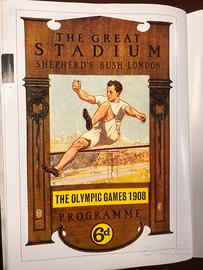 THE GREAT
STADIUM
SHEPHERD'S BUSH LONDON
THE OLYMPIC GAMES 1908
PROGRAMME
6d